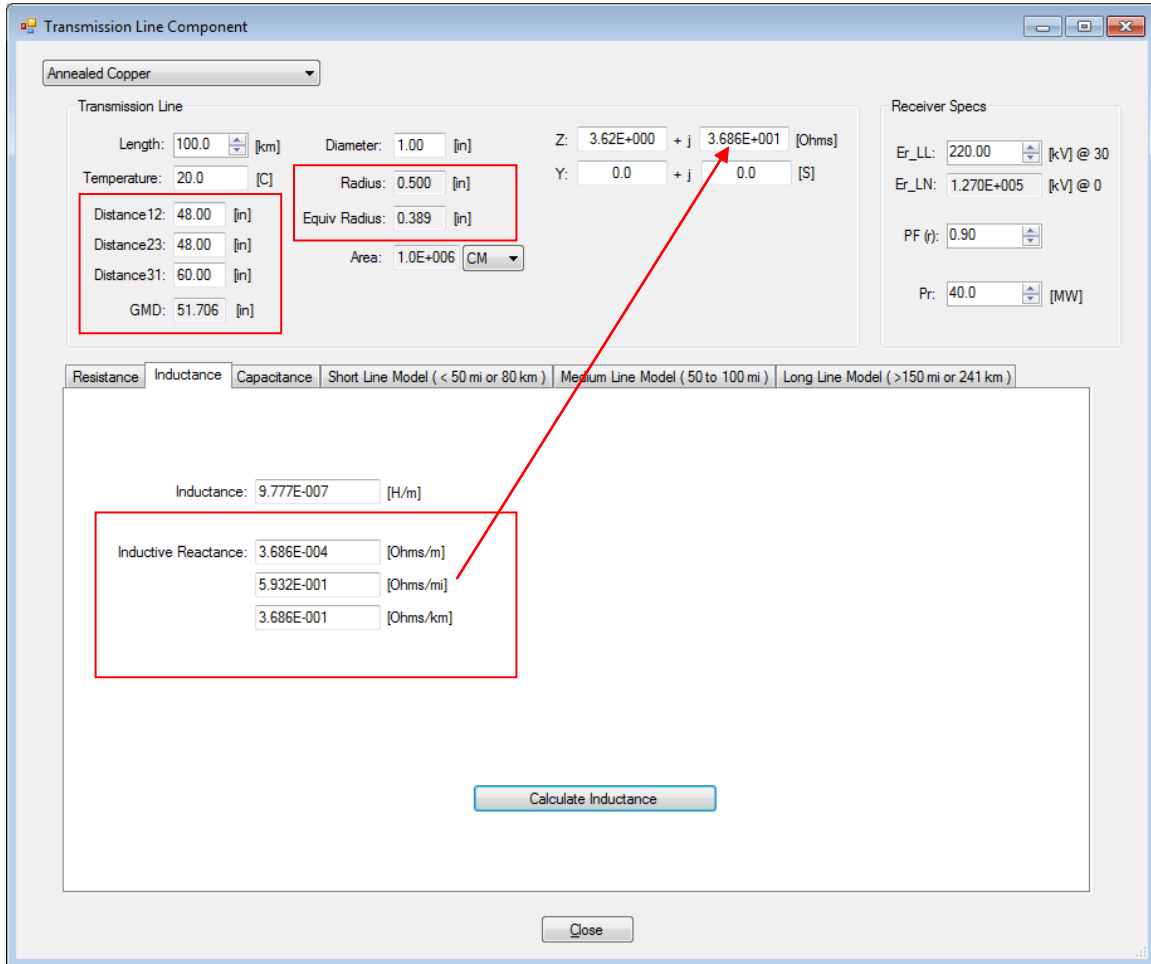 Transmission Line Component
Annealed Copper
Transmission Line
Length: 100.0 [km]
Temperature: 20.0 [C]
Distance12: 48.00 [in]
Distance23: 48.00 [in]
Distance31: 60.00 [in]
GMD: 51.706 [in]
Diameter: 1.00 [in]
Radius: 0.500 [in]
Equiv Radius: 0.389 [in]
Area: 1.0E+006 CM
Z: 3.62E+000 + j 3.686E+001 [Ohms]
Y: 0.0 + j 0.0 [S]
Receiver Specs
Er_LL: 220.00 [kV] @ 30
Er_LN: 1.270E+005 [kV] @ 0
PF (r): 0.90
Pr: 40.0 [MW]
Resistance Inductance Capacitance Short Line Model ( < 50 mi or 80 km ) Medium Line Model ( 50 to 100 mi ) Long Line Model ( >150 mi or 241 km )
Inductance: 9.777E-007 [H/m]
Inductive Reactance: 3.686E-004 [Ohms/m]
5.932E-001 [Ohms/mi]
3.686E-001 [Ohms/km]
Calculate Inductance
Close